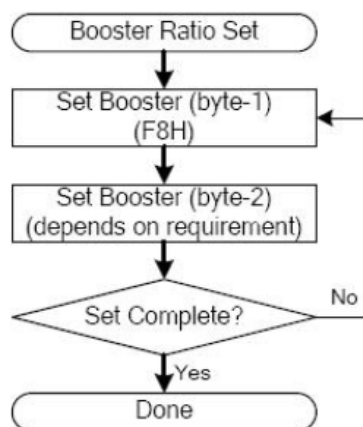 Booster Ratio Set
Set Booster (byte-1)
(F8H)
Set Booster (byte-2)
(depends on requirement)
Set Complete?
No
Yes
Done